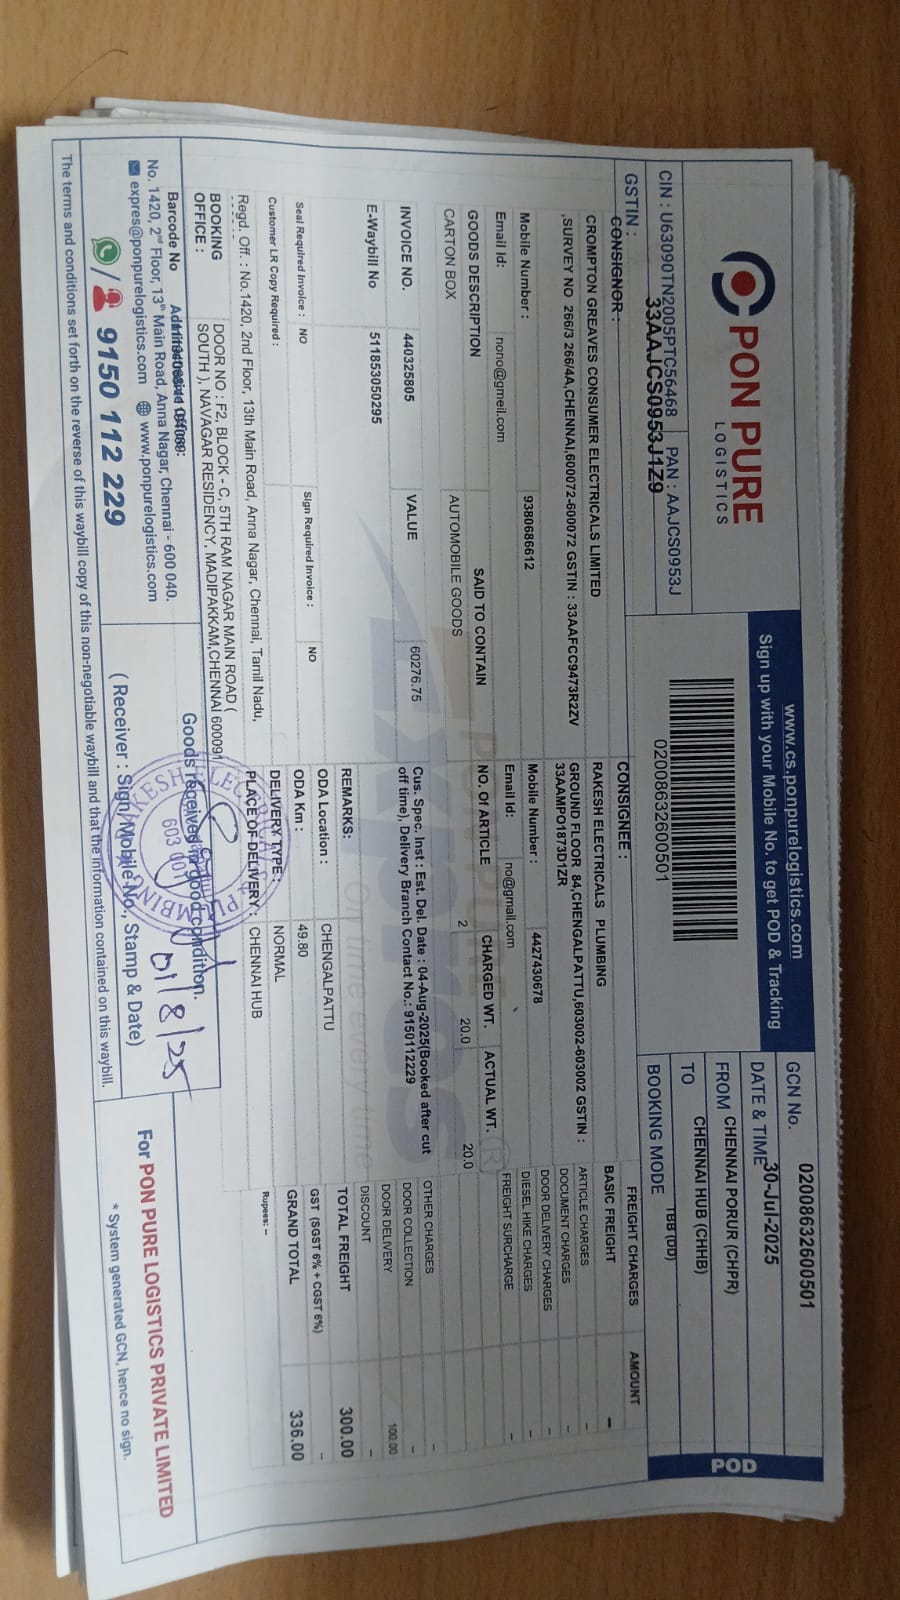 PON PURE
LOGISTICS
CIN : U63090TN2005PTC56468 PAN : AAJCS0953J
GSTIN : 33AAJCS0953J1Z9
www.cs.ponpurelogistics.com
Sign up with your Mobile No. to get POD & Tracking
02008632600501
GCN No. 02008632600501
DATE & TIME 30-Jul-2025
FROM CHENNAI PORUR (CHPR)
TO CHENNAI HUB (CHHB)
BOOKING MODE TBB (DD)
POD
CONSIGNOR :
CROMPTON GREAVES CONSUMER ELECTRICALS LIMITED
,SURVEY NO 266/3 266/4A,CHENNAI,600072-600072 GSTIN : 33AAFCC9473R2ZV
Mobile Number : 9380686612
Email Id: nono@gmeil.com
CONSIGNEE :
RAKESH ELECTRICALS PLUMBING
GROUND FLOOR 84,CHENGALPATTU,603002-603002 GSTIN :
33AAMPO1873D1ZR
Mobile Number : 4427430678
Email Id: no@gmail.com
GOODS DESCRIPTION SAID TO CONTAIN NO. Of ARTICLE CHARGED WT. ACTUAL WT.
CARTON BOX AUTOMOBILE GOODS 2 20.0 20.0
INVOICE NO. 440325805 VALUE 60276.75
E-Waybill No 511853050295
Cus. Spec. Inst : Est. Del. Date : 04-Aug-2025(Booked after cut
off time), Delivery Branch Contact No.: 9150112229
REMARKS:
Seal Required Invoice : NO Sign Required Invoice : NO
Customer LR Copy Required :
ODA Location : CHENGALPATTU
ODA Km : 49.80
DELIVERY TYPE : NORMAL
PLACE OF DELIVERY : CHENNAI HUB
FREIGHT CHARGES AMOUNT
BASIC FREIGHT -
ARTICLE CHARGES -
DOCUMENT CHARGES -
DOOR DELIVERY CHARGES -
DIESEL HIKE CHARGES -
FREIGHT SURCHARGE -
OTHER CHARGES -
DOOR COLLECTION -
DOOR DELIVERY 100.00
DISCOUNT -
TOTAL FREIGHT 300.00
GST (SGST 6% + CGST 6%) -
GRAND TOTAL 336.00
Rupees: –
Regd. Off. : No.1420, 2nd Floor, 13th Main Road, Anna Nagar, Chennai, Tamil Nadu,
BOOKING OFFICE : DOOR NO : F2, BLOCK - C, 5TH RAM NAGAR MAIN ROAD (
SOUTH ), NAVAGAR RESIDENCY, MADIPAKKAM,CHENNAI 600091
Barcode No
No. 1420, 2nd Floor, 13th Main Road, Anna Nagar, Chennai - 600 040.
expres@ponpurelogistics.com www.ponpurelogistics.com
/ 9150 112 229
Goods received in good condition.
01/8/25
( Receiver : Sign, Mobile No., Stamp & Date)
For PON PURE LOGISTICS PRIVATE LIMITED
* System generated GCN, hence no sign.
The terms and conditions set forth on the reverse of this waybill copy of this non-negotiable waybill and that the information contained on this waybill.